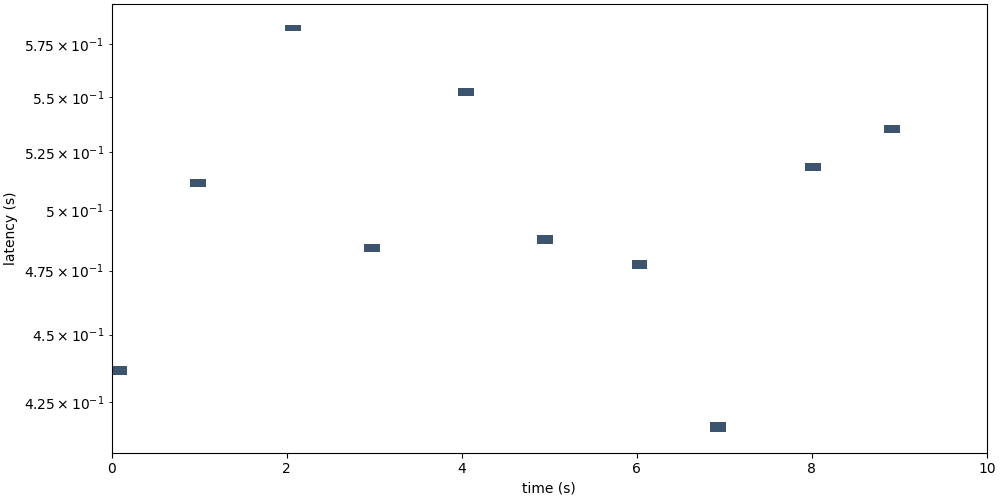 5.75 × 10⁻¹
5.5 × 10⁻¹
5.25 × 10⁻¹
5 × 10⁻¹
4.75 × 10⁻¹
4.5 × 10⁻¹
4.25 × 10⁻¹
latency (s)
0 2 4 6 8 10
time (s)